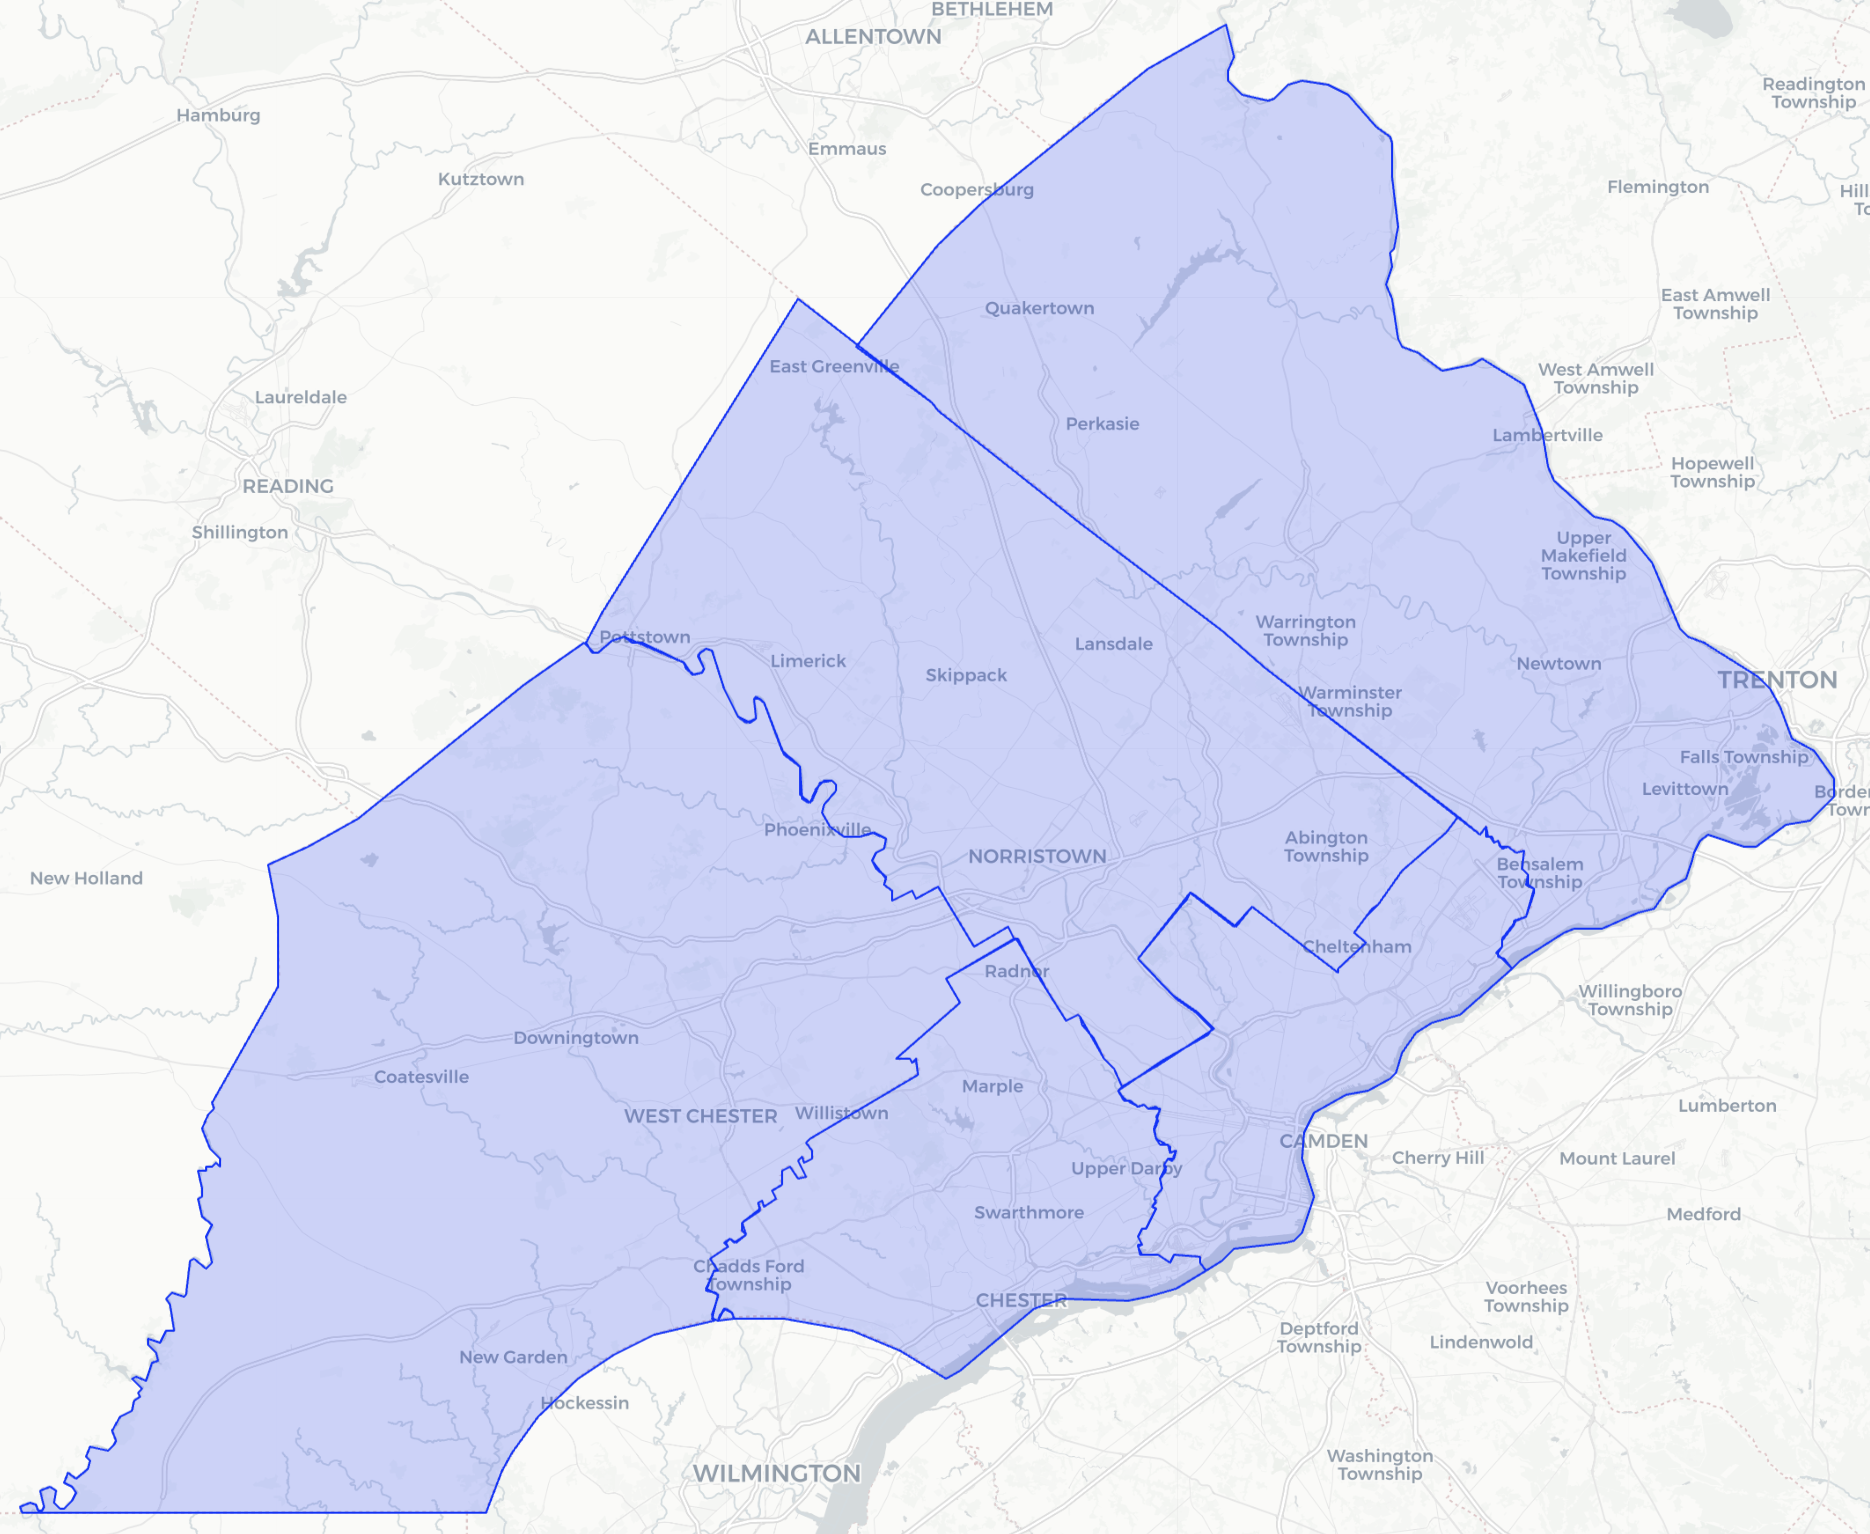 BETHLEHEM
ALLENTOWN
Readington
Township
Hamburg
Emmaus
Kutztown
Coopersburg
Flemington
Hill
To
East Amwell
Township
Quakertown
East Greenville
West Amwell
Township
Laureldale
Perkasie
Lambertville
Hopewell
Township
READING
Shillington
Upper
Makefield
Township
Warrington
Township
Pottstown
Lansdale
Limerick
Newtown
Skippack
TRENTON
Warminster
Township
Falls Township
Levittown
Borden
Town
Phoenixville
Abington
Township
NORRISTOWN
Bensalem
Township
New Holland
Cheltenham
Radnor
Willingboro
Township
Downingtown
Coatesville
Marple
Lumberton
WEST CHESTER
Willistown
CAMDEN
Cherry Hill
Mount Laurel
Upper Darby
Swarthmore
Medford
Chadds Ford
Township
Voorhees
Township
CHESTER
Deptford
Township
Lindenwold
New Garden
Hockessin
Washington
Township
WILMINGTON